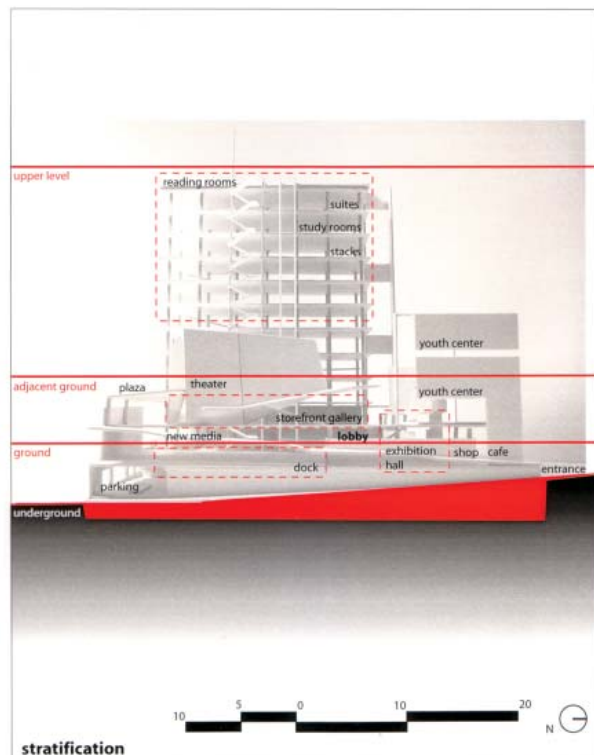 upper level
reading rooms
suites
study rooms
stacks
youth center
adjacent ground
plaza
theater
youth center
storefront gallery
new media
lobby
ground
exhibition
hall
shop
cafe
dock
entrance
parking
underground
10
5
0
10
20
N
stratification